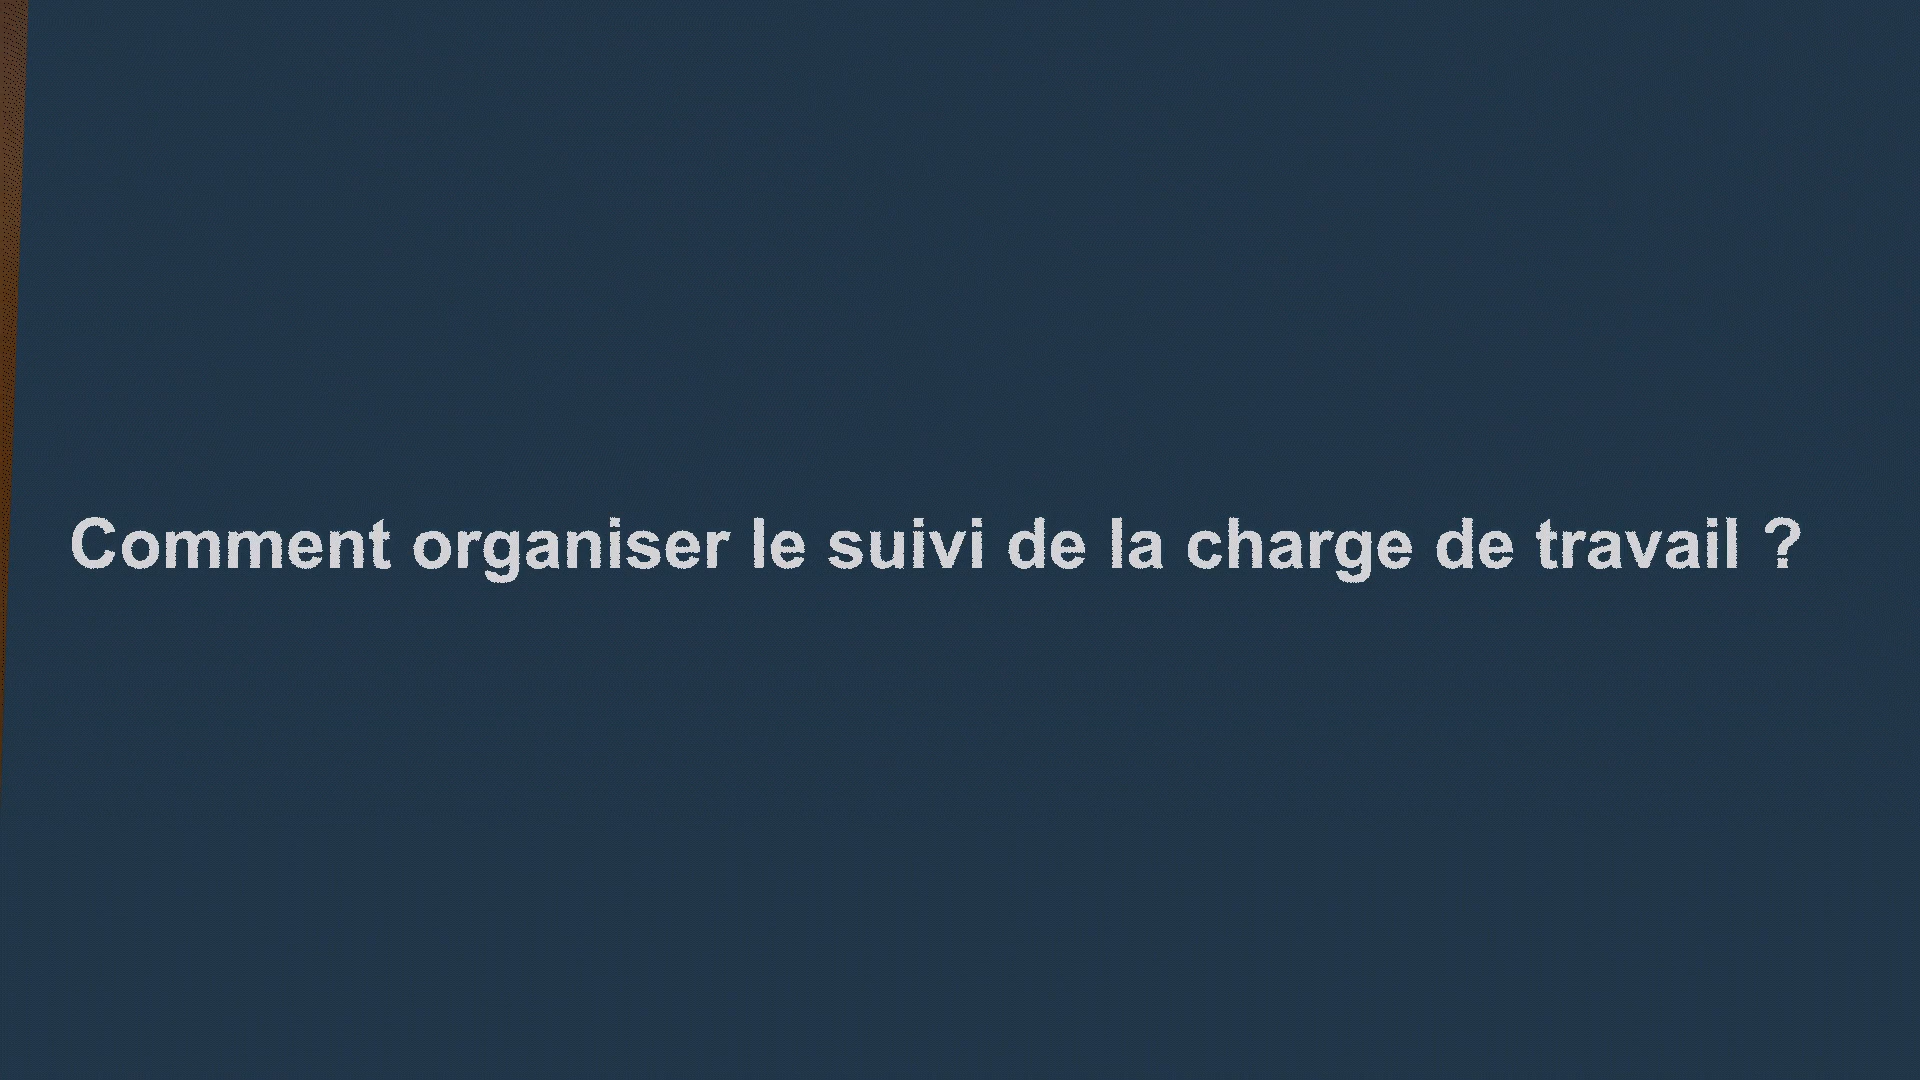 Comment organiser le suivi de la charge de travail ?